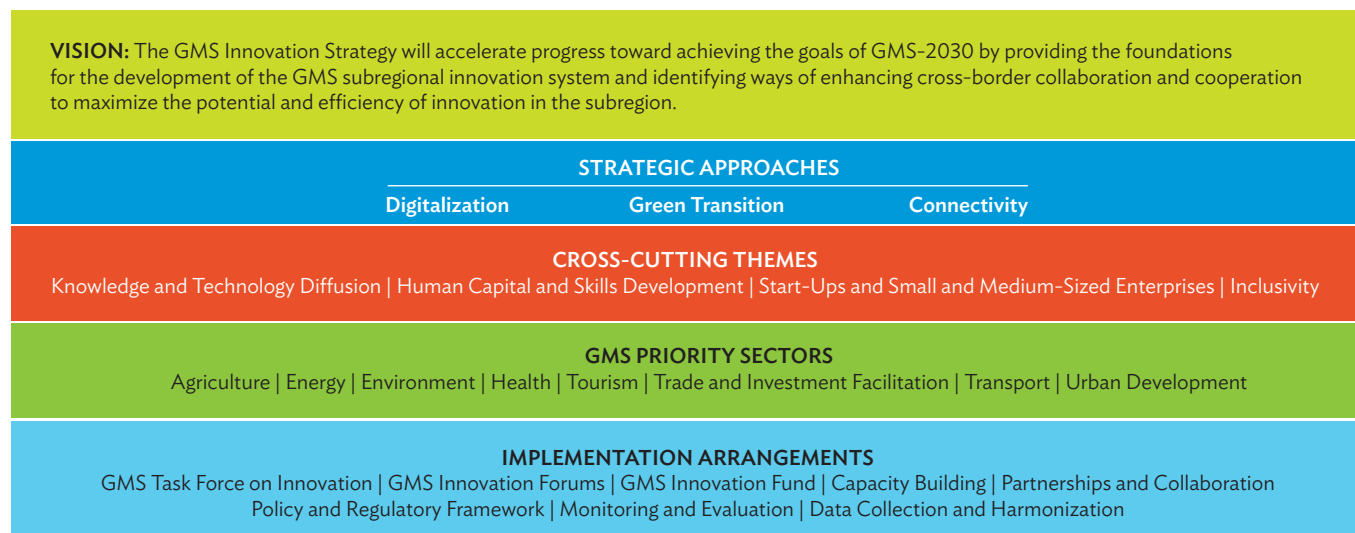 VISION: The GMS Innovation Strategy will accelerate progress toward achieving the goals of GMS-2030 by providing the foundations
for the development of the GMS subregional innovation system and identifying ways of enhancing cross-border collaboration and cooperation
to maximize the potential and efficiency of innovation in the subregion.
STRATEGIC APPROACHES
Digitalization Green Transition Connectivity
CROSS-CUTTING THEMES
Knowledge and Technology Diffusion | Human Capital and Skills Development | Start-Ups and Small and Medium-Sized Enterprises | Inclusivity
GMS PRIORITY SECTORS
Agriculture | Energy | Environment | Health | Tourism | Trade and Investment Facilitation | Transport | Urban Development
IMPLEMENTATION ARRANGEMENTS
GMS Task Force on Innovation | GMS Innovation Forums | GMS Innovation Fund | Capacity Building | Partnerships and Collaboration
Policy and Regulatory Framework | Monitoring and Evaluation | Data Collection and Harmonization